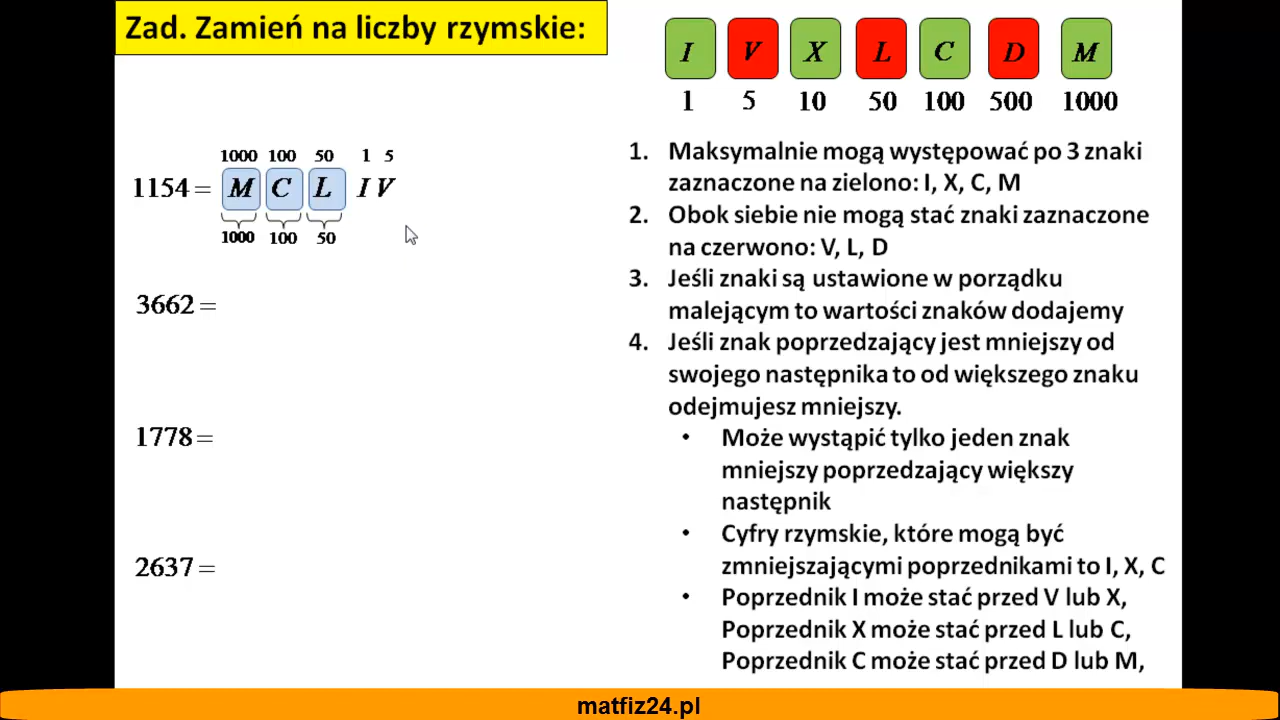 Zad. Zamień na liczby rzymskie:
I V X L C D M
1 5 10 50 100 500 1000
1000 100 50 1 5
1154 = M C L I V
1000 100 50
3662 =
1778 =
2637 =
1. Maksymalnie mogą występować po 3 znaki
zaznaczone na zielono: I, X, C, M
2. Obok siebie nie mogą stać znaki zaznaczone
na czerwono: V, L, D
3. Jeśli znaki są ustawione w porządku
malejącym to wartości znaków dodajemy
4. Jeśli znak poprzedzający jest mniejszy od
swojego następnika to od większego znaku
odejmujesz mniejszy.
• Może wystąpić tylko jeden znak
mniejszy poprzedzający większy
następnik
• Cyfry rzymskie, które mogą być
zmniejszającymi poprzednikami to I, X, C
• Poprzednik I może stać przed V lub X,
Poprzednik X może stać przed L lub C,
Poprzednik C może stać przed D lub M,
matfiz24.pl